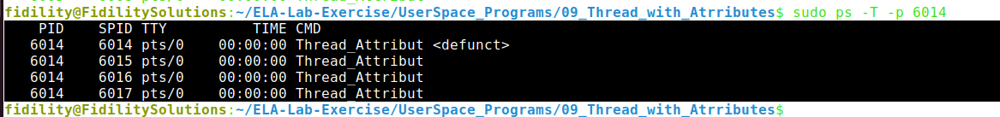 fidility@FidilitySolutions:~/ELA-Lab-Exercise/UserSpace_Programs/09_Thread_with_Atrributes$ sudo ps -T -p 6014
PID SPID TTY TIME CMD
6014 6014 pts/0 00:00:00 Thread_Attribut <defunct>
6014 6015 pts/0 00:00:00 Thread_Attribut
6014 6016 pts/0 00:00:00 Thread_Attribut
6014 6017 pts/0 00:00:00 Thread_Attribut
fidility@FidilitySolutions:~/ELA-Lab-Exercise/UserSpace_Programs/09_Thread_with_Atrributes$